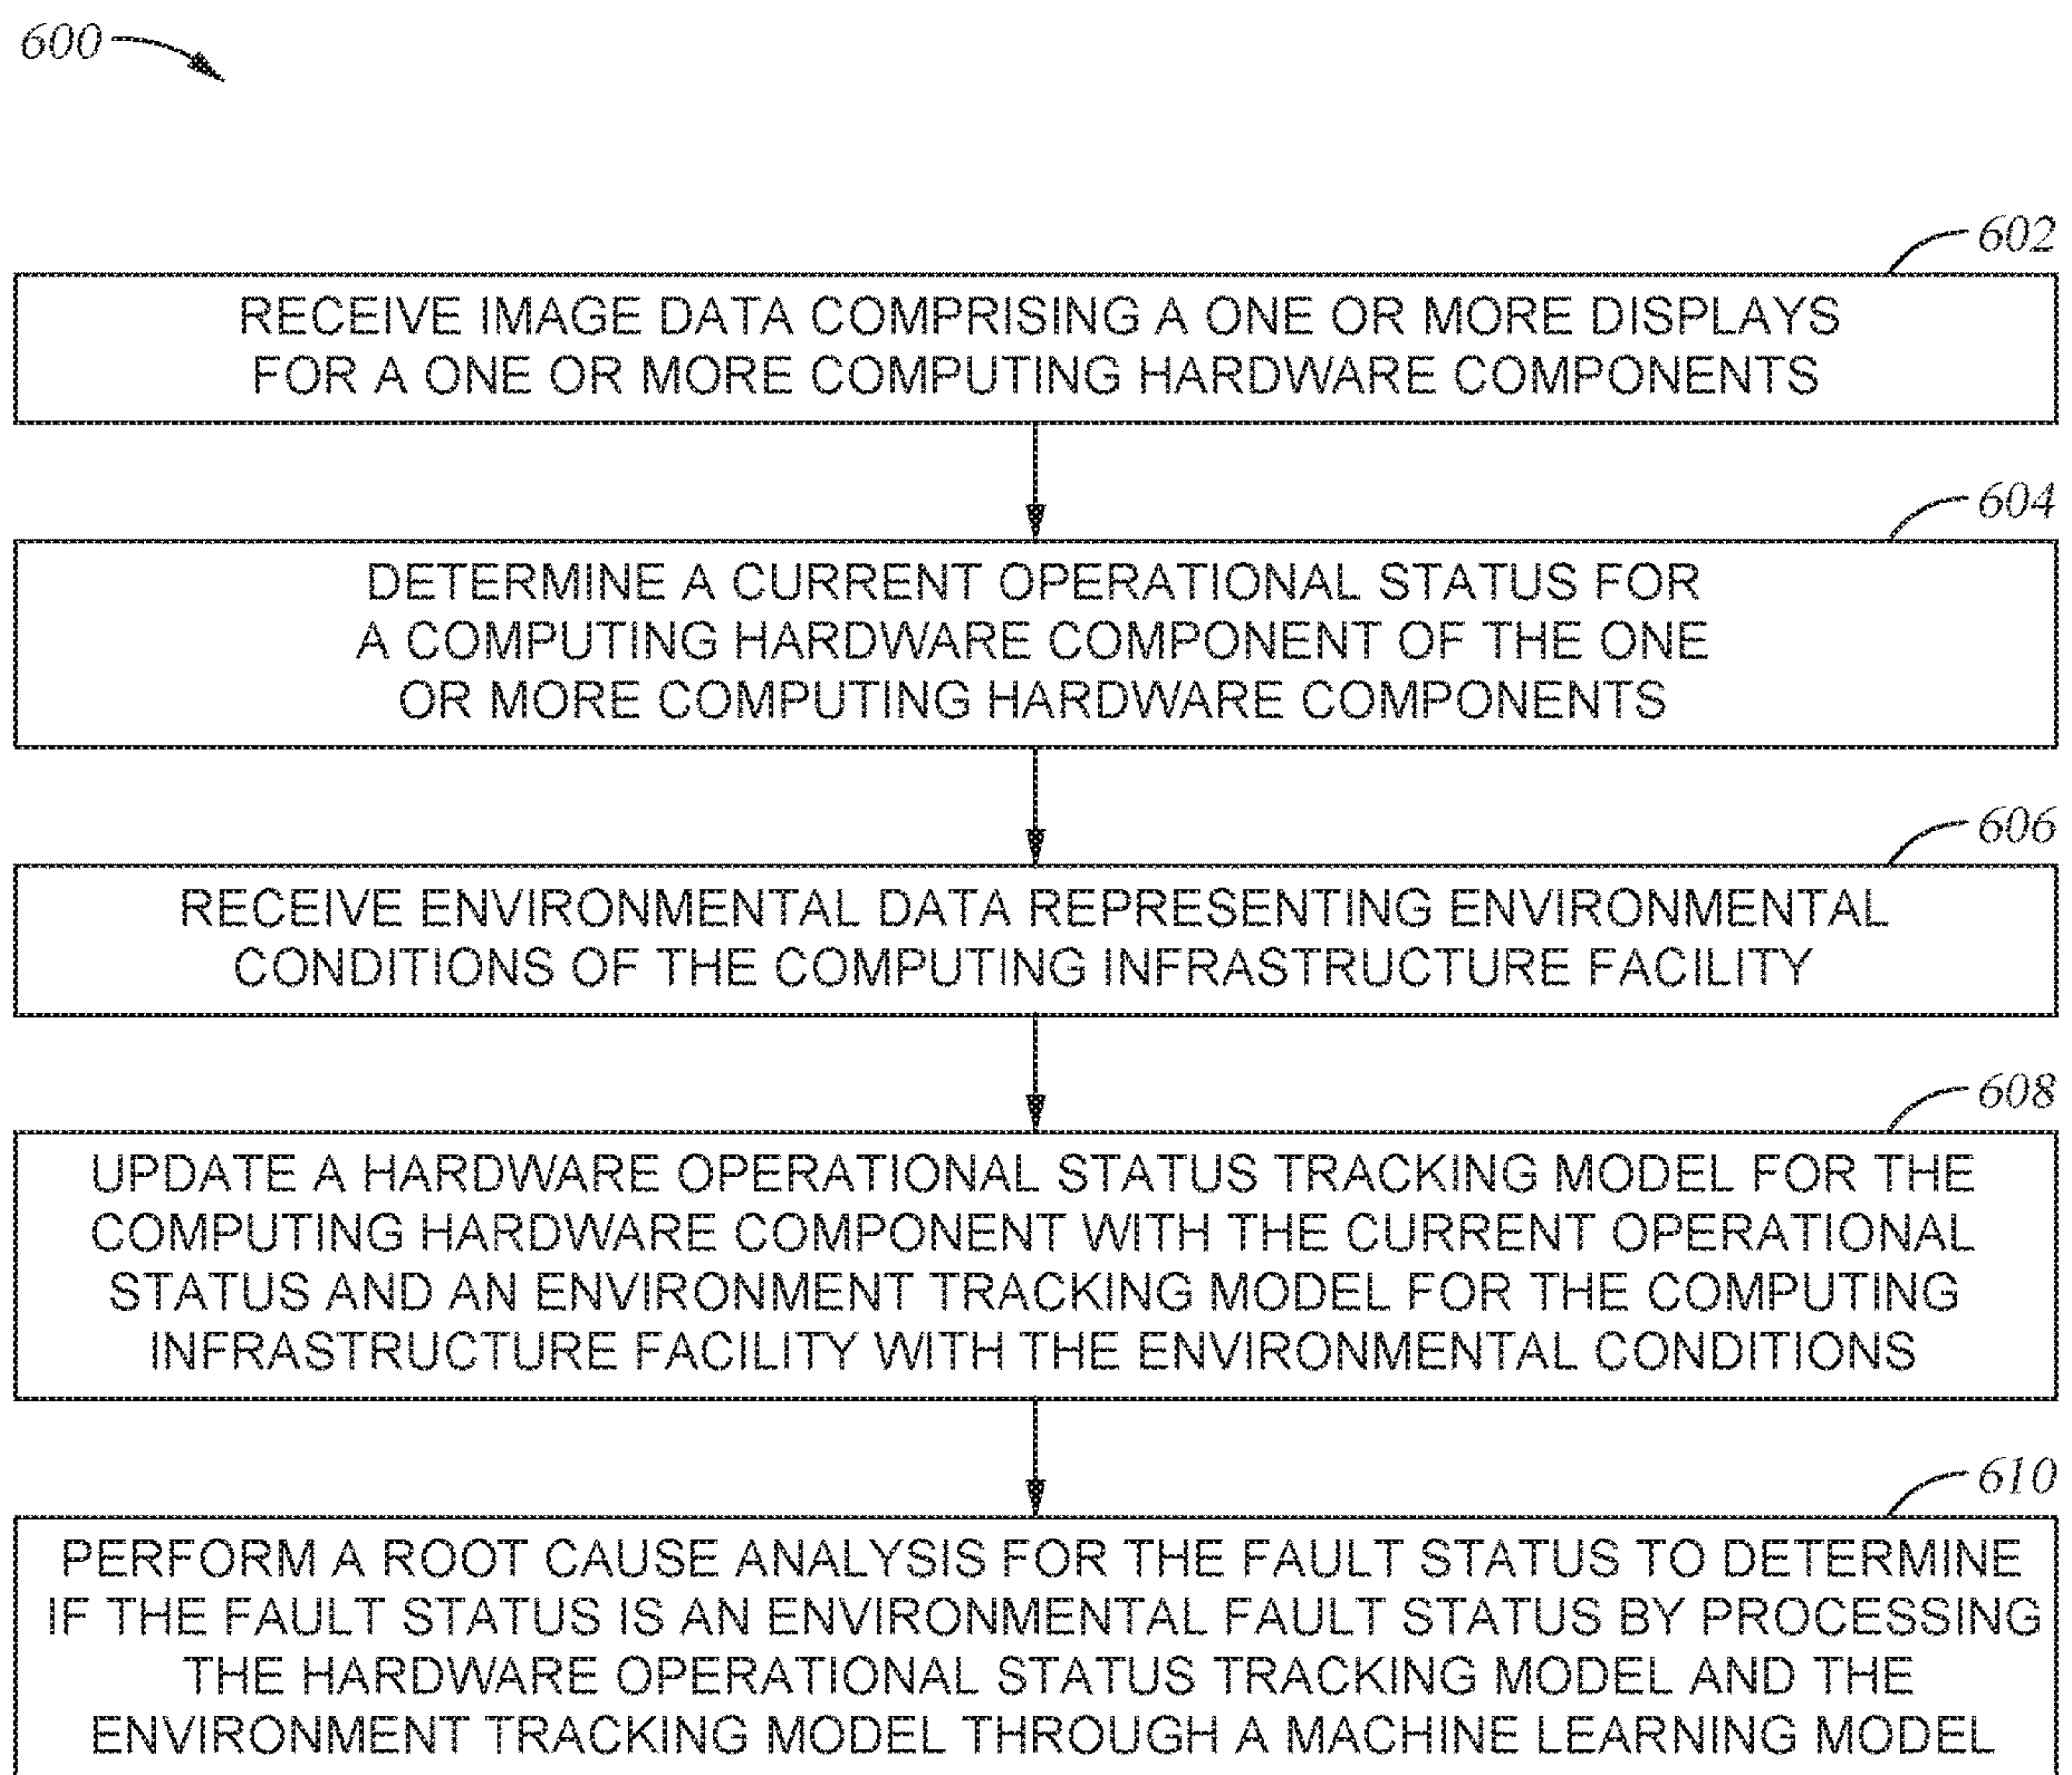 600
602
RECEIVE IMAGE DATA COMPRISING A ONE OR MORE DISPLAYS
FOR A ONE OR MORE COMPUTING HARDWARE COMPONENTS
604
DETERMINE A CURRENT OPERATIONAL STATUS FOR
A COMPUTING HARDWARE COMPONENT OF THE ONE
OR MORE COMPUTING HARDWARE COMPONENTS
606
RECEIVE ENVIRONMENTAL DATA REPRESENTING ENVIRONMENTAL
CONDITIONS OF THE COMPUTING INFRASTRUCTURE FACILITY
608
UPDATE A HARDWARE OPERATIONAL STATUS TRACKING MODEL FOR THE
COMPUTING HARDWARE COMPONENT WITH THE CURRENT OPERATIONAL
STATUS AND AN ENVIRONMENT TRACKING MODEL FOR THE COMPUTING
INFRASTRUCTURE FACILITY WITH THE ENVIRONMENTAL CONDITIONS
610
PERFORM A ROOT CAUSE ANALYSIS FOR THE FAULT STATUS TO DETERMINE
IF THE FAULT STATUS IS AN ENVIRONMENTAL FAULT STATUS BY PROCESSING
THE HARDWARE OPERATIONAL STATUS TRACKING MODEL AND THE
ENVIRONMENT TRACKING MODEL THROUGH A MACHINE LEARNING MODEL